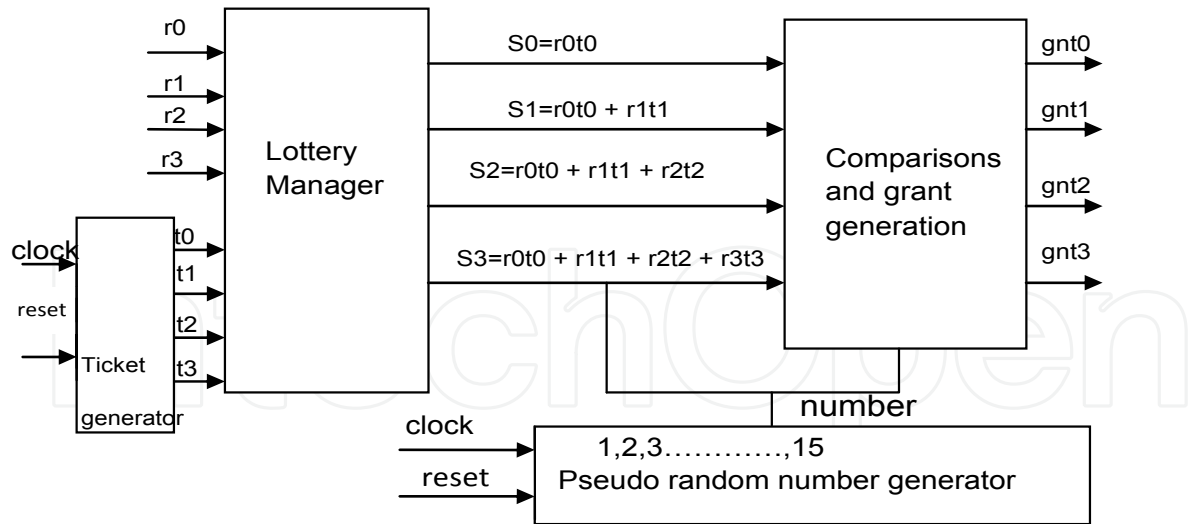 r0
r1
r2
r3
Lottery
Manager
S0=r0t0
S1=r0t0 + r1t1
S2=r0t0 + r1t1 + r2t2
S3=r0t0 + r1t1 + r2t2 + r3t3
Comparisons
and grant
generation
gnt0
gnt1
gnt2
gnt3
clock
reset
Ticket
generator
t0
t1
t2
t3
number
clock
reset
1,2,3…………,15
Pseudo random number generator
IntechOpen